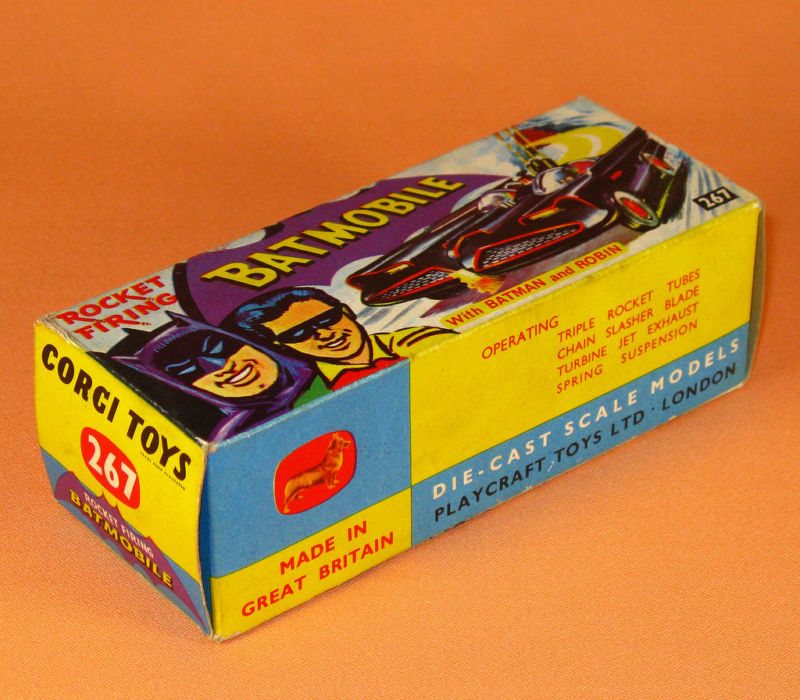 ROCKET
FIRING
BATMOBILE
With BATMAN and ROBIN
267
CORGI TOYS
267
ROCKET FIRING
BATMOBILE
OPERATING
TRIPLE ROCKET TUBES
CHAIN SLASHER BLADE
TURBINE JET EXHAUST
SPRING SUSPENSION
DIE-CAST SCALE MODELS
PLAYCRAFT TOYS LTD · LONDON
MADE IN
GREAT BRITAIN